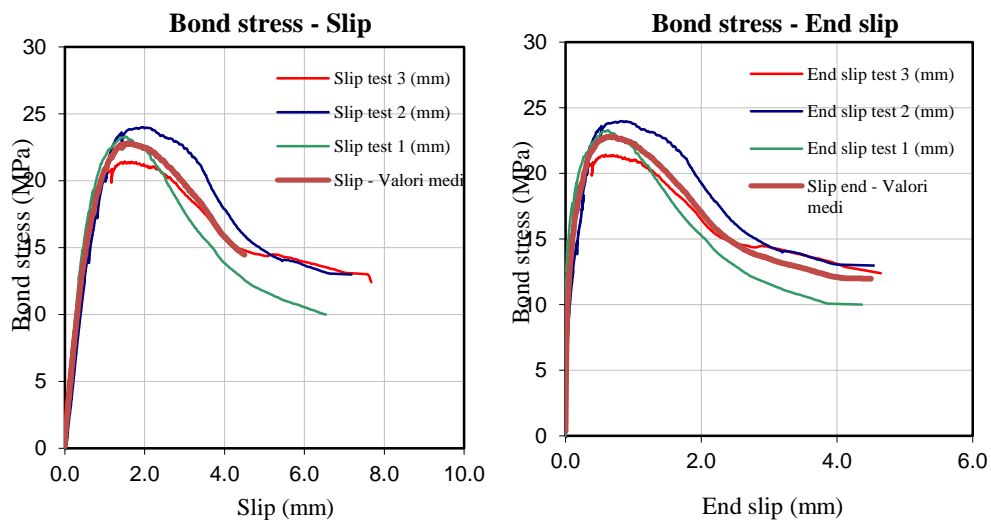 Bond stress - Slip
30
25
20
15
10
5
0
Bond stress (MPa)
Slip test 3 (mm)
Slip test 2 (mm)
Slip test 1 (mm)
Slip - Valori medi
0.0 2.0 4.0 6.0 8.0 10.0
Slip (mm)
Bond stress - End slip
30
25
20
15
10
5
0
Bond stress (MPa)
End slip test 3 (mm)
End slip test 2 (mm)
End slip test 1 (mm)
Slip end - Valori
medi
0.0 2.0 4.0 6.0
End slip (mm)